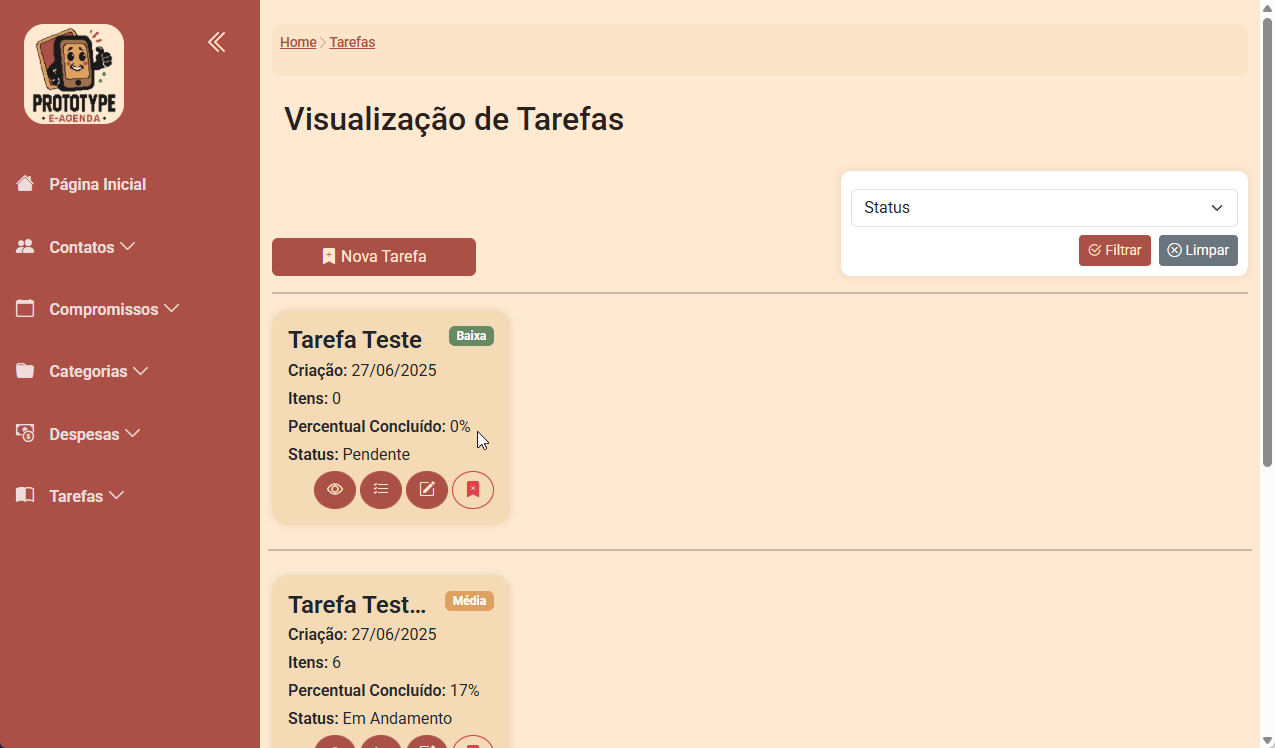 PROTOTYPE
• E-AGENDA •
Página Inicial
Contatos
Compromissos
Categorias
Despesas
Tarefas
Home > Tarefas
Visualização de Tarefas
Status
Filtrar
Limpar
Nova Tarefa
Tarefa Teste
Baixa
Criação: 27/06/2025
Itens: 0
Percentual Concluído: 0%
Status: Pendente
Tarefa Test...
Média
Criação: 27/06/2025
Itens: 6
Percentual Concluído: 17%
Status: Em Andamento